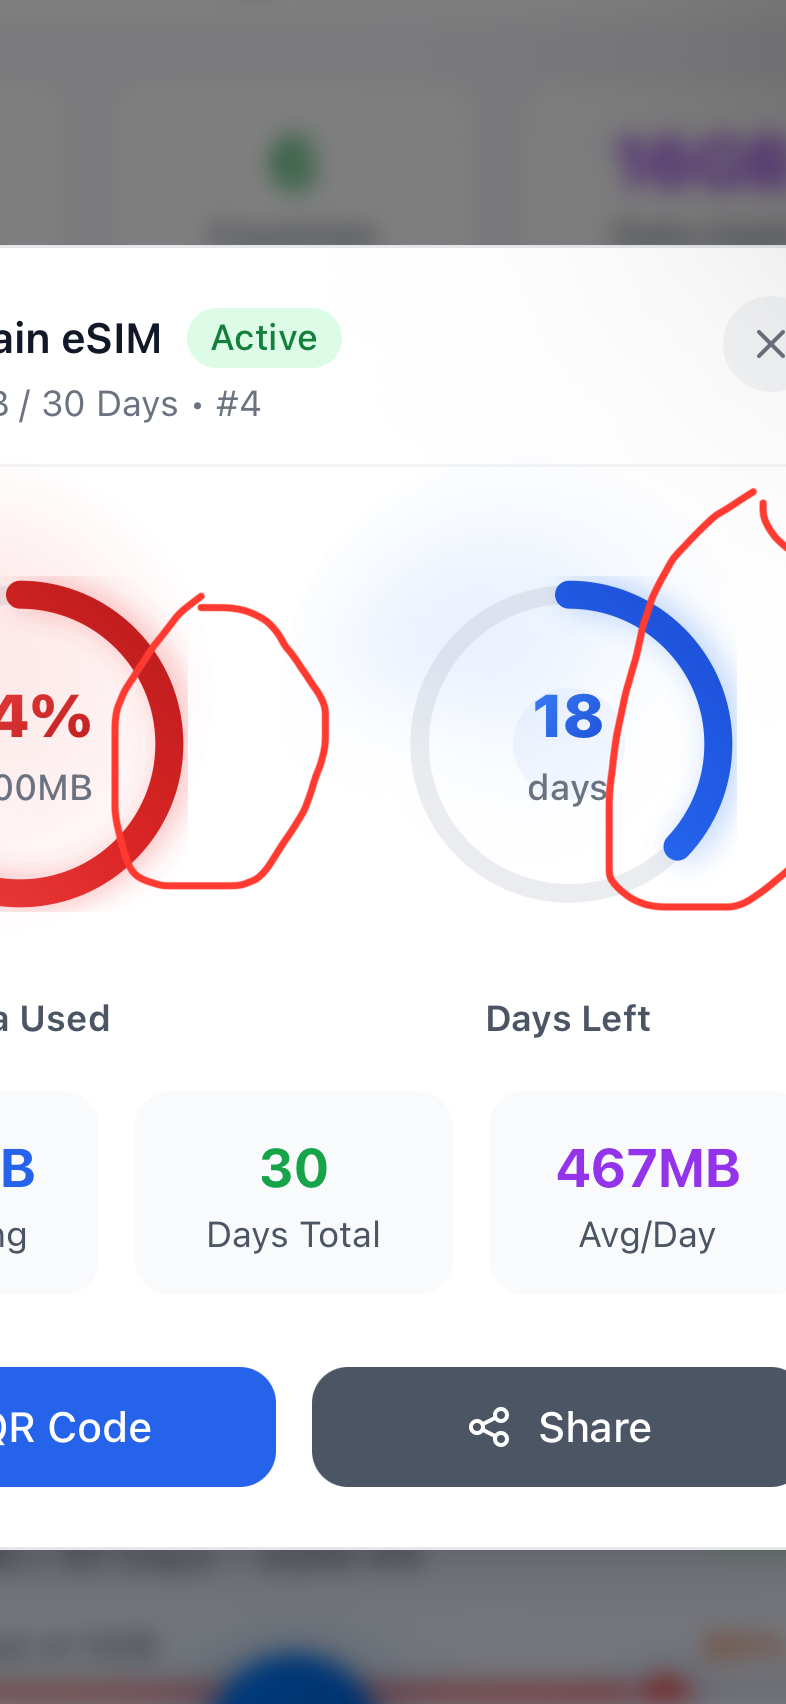 6
ain eSIM Active
/ 30 Days • #4
4% 18
00MB days
a Used Days Left
B 30 467MB
ng Days Total Avg/Day
QR Code Share